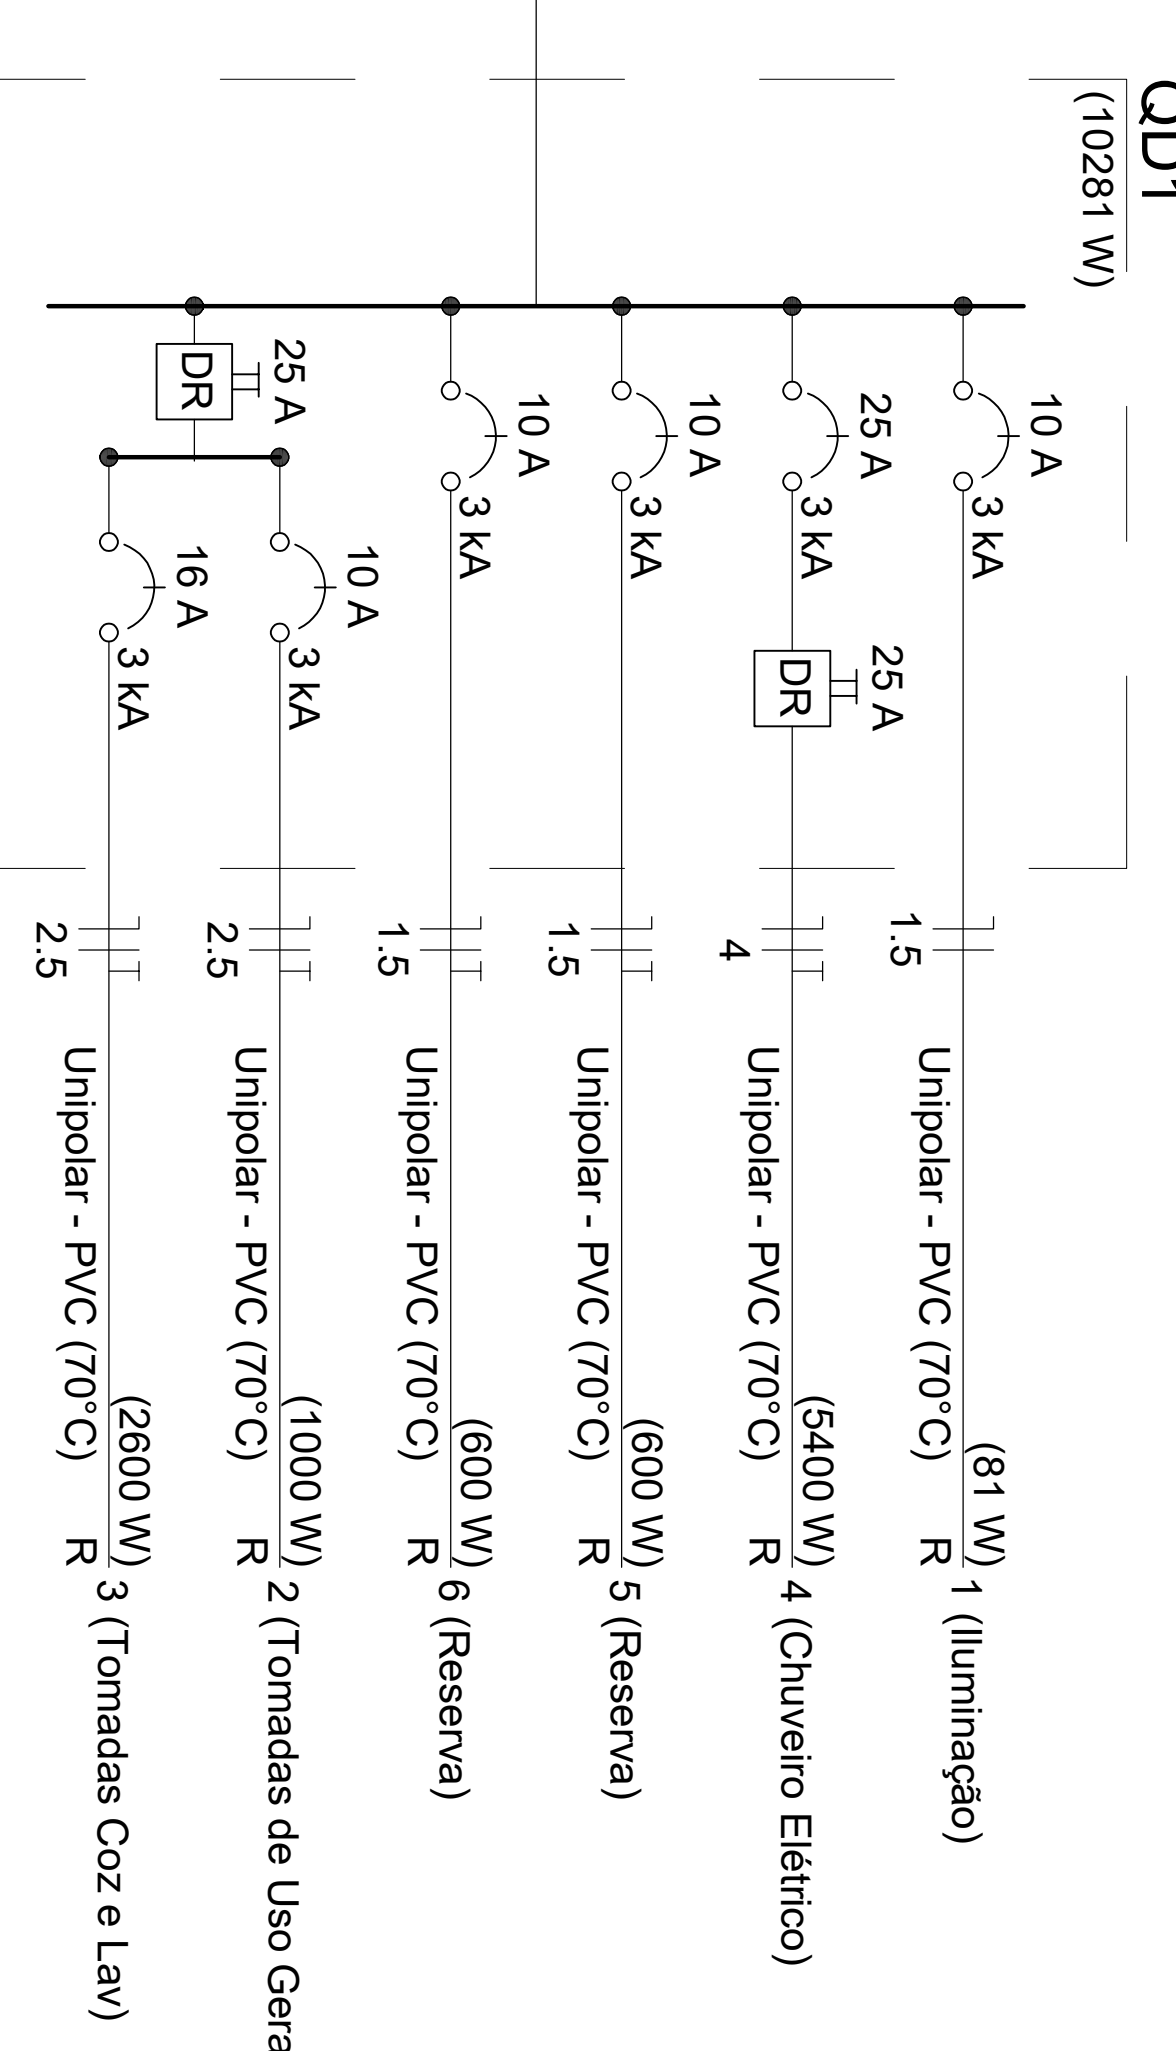 QD1
(10281 W)
10 A
3 kA
1.5
Unipolar - PVC (70°C)
(81 W)
R
1 (Iluminação)
25 A
3 kA
25 A
DR
4
Unipolar - PVC (70°C)
(5400 W)
R
4 (Chuveiro Elétrico)
10 A
3 kA
1.5
Unipolar - PVC (70°C)
(600 W)
R
5 (Reserva)
10 A
3 kA
1.5
Unipolar - PVC (70°C)
(600 W)
R
6 (Reserva)
25 A
DR
10 A
3 kA
2.5
Unipolar - PVC (70°C)
(1000 W)
R
2 (Tomadas de Uso Gera
16 A
3 kA
2.5
Unipolar - PVC (70°C)
(2600 W)
R
3 (Tomadas Coz e Lav)